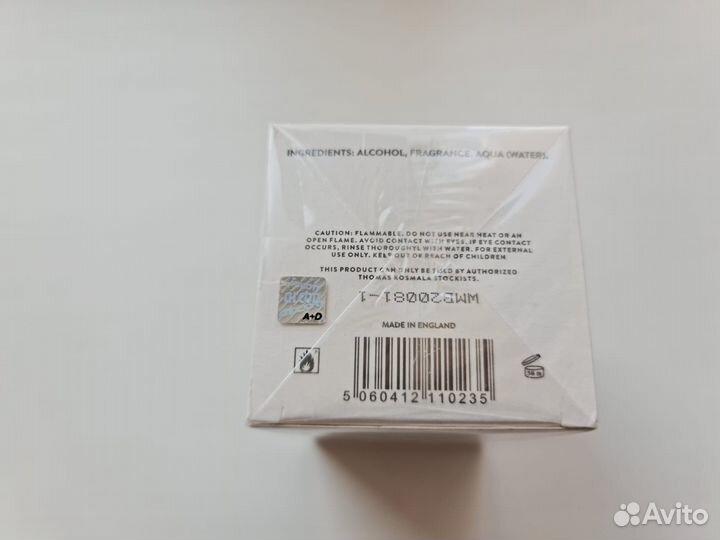 INGREDIENTS: ALCOHOL, FRAGRANCE, AQUA (WATER).
CAUTION: FLAMMABLE. DO NOT USE NEAR HEAT OR AN
OPEN FLAME. AVOID CONTACT WITH EYES. IF EYE CONTACT
OCCURS, RINSE THOROUGHLY WITH WATER. FOR EXTERNAL
USE ONLY. KEEP OUT OF REACH OF CHILDREN
THIS PRODUCT CAN ONLY BE SOLD BY AUTHORIZED
THOMAS KOSMALA STOCKISTS.
WMB20081-1
A+D
MADE IN ENGLAND
5 060412 110235
36 m
Avito